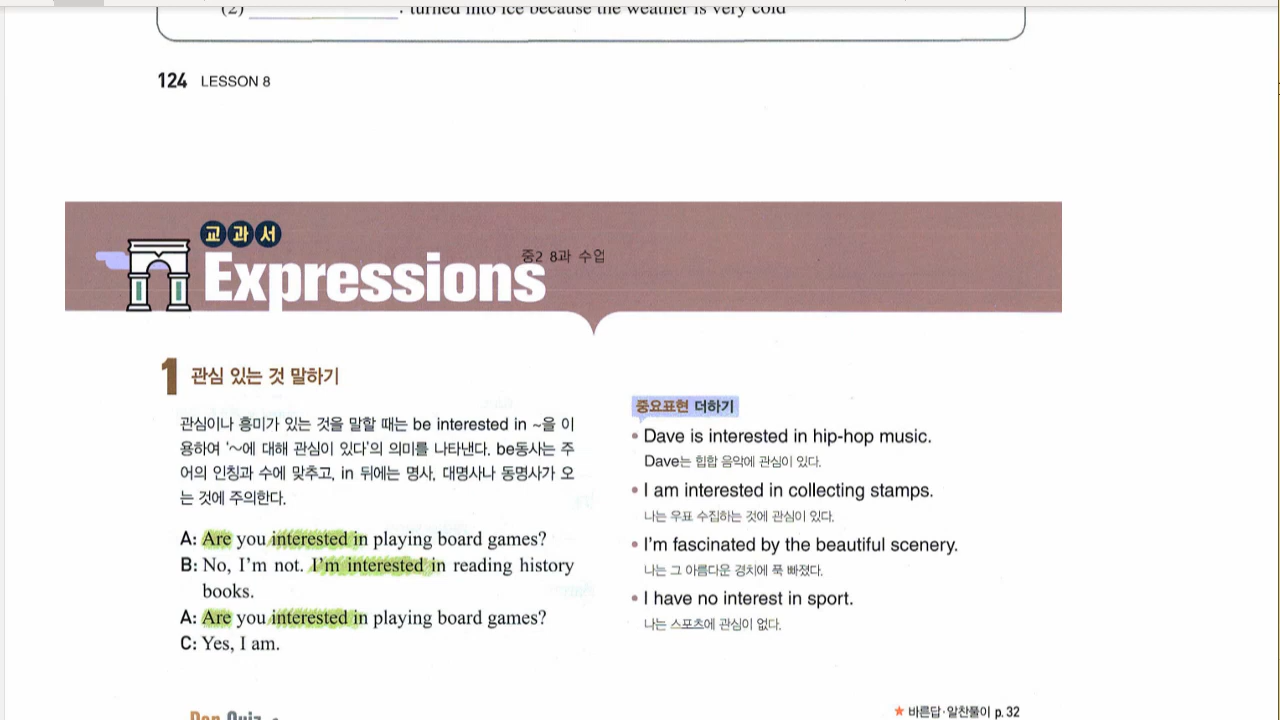 (2) ______________ . turned into ice because the weather is very cold
124 LESSON 8
교과서
Expressions
중2 8과 수업
1 관심 있는 것 말하기
관심이나 흥미가 있는 것을 말할 때는 be interested in ~을 이
용하여 ‘~에 대해 관심이 있다’의 의미를 나타낸다. be동사는 주
어의 인칭과 수에 맞추고, in 뒤에는 명사, 대명사나 동명사가 오
는 것에 주의한다.
A: Are you interested in playing board games?
B: No, I’m not. I’m interested in reading history
books.
A: Are you interested in playing board games?
C: Yes, I am.
중요표현 더하기
• Dave is interested in hip-hop music.
Dave는 힙합 음악에 관심이 있다.
• I am interested in collecting stamps.
나는 우표 수집하는 것에 관심이 있다.
• I’m fascinated by the beautiful scenery.
나는 그 아름다운 경치에 푹 빠졌다.
• I have no interest in sport.
나는 스포츠에 관심이 없다.
Pop Quiz
★ 바른답·알찬풀이 p. 32